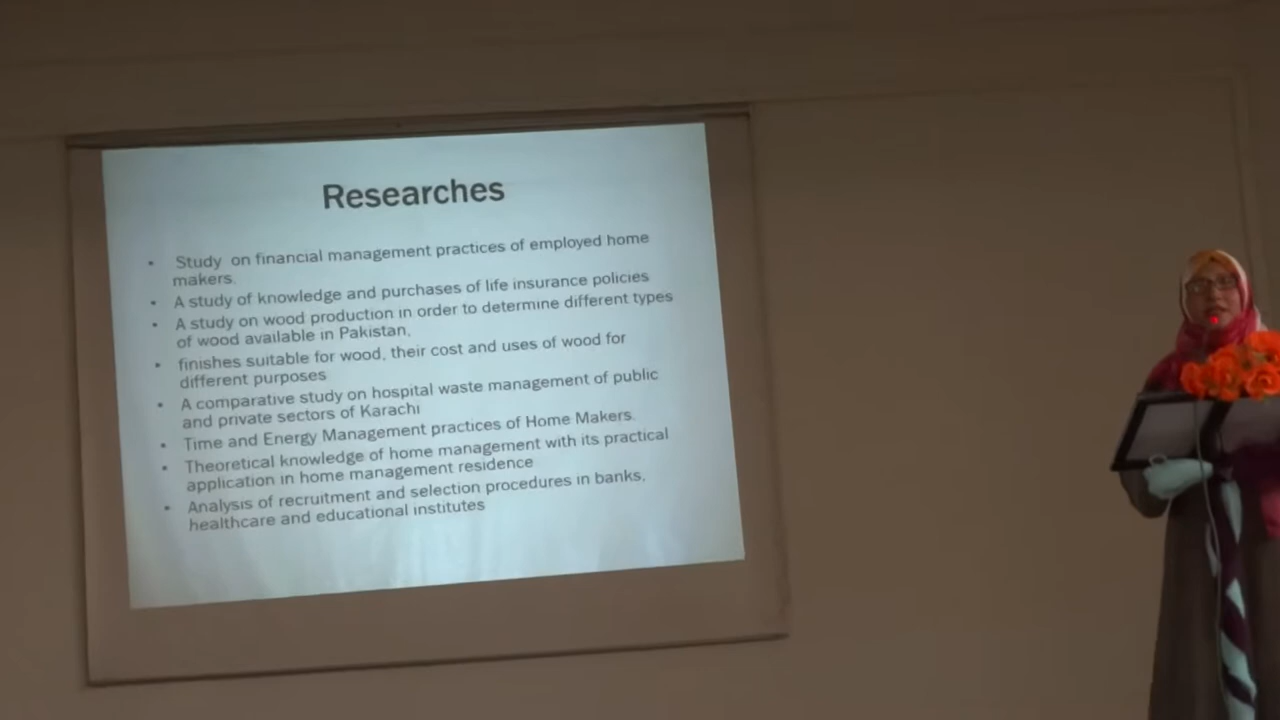 Researches
• Study on financial management practices of employed home
makers.
• A study of knowledge and purchases of life insurance policies
• A study on wood production in order to determine different types
of wood available in Pakistan,
• finishes suitable for wood, their cost and uses of wood for
different purposes
• A comparative study on hospital waste management of public
and private sectors of Karachi
• Time and Energy Management practices of Home Makers.
• Theoretical knowledge of home management with its practical
application in home management residence
• Analysis of recruitment and selection procedures in banks,
healthcare and educational institutes